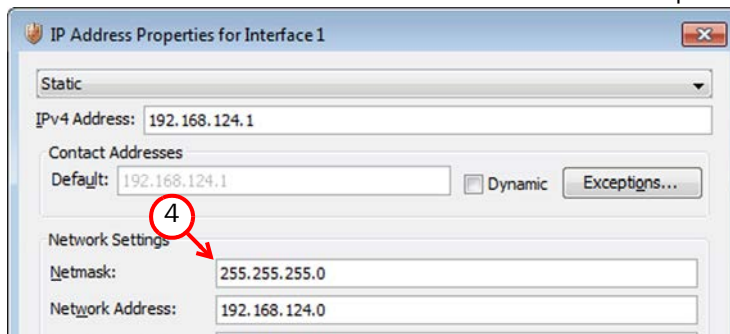 IP Address Properties for Interface 1
Static
IPv4 Address: 192.168.124.1
Contact Addresses
Default: 192.168.124.1 Dynamic Exceptions...
4
Network Settings
Netmask: 255.255.255.0
Network Address: 192.168.124.0